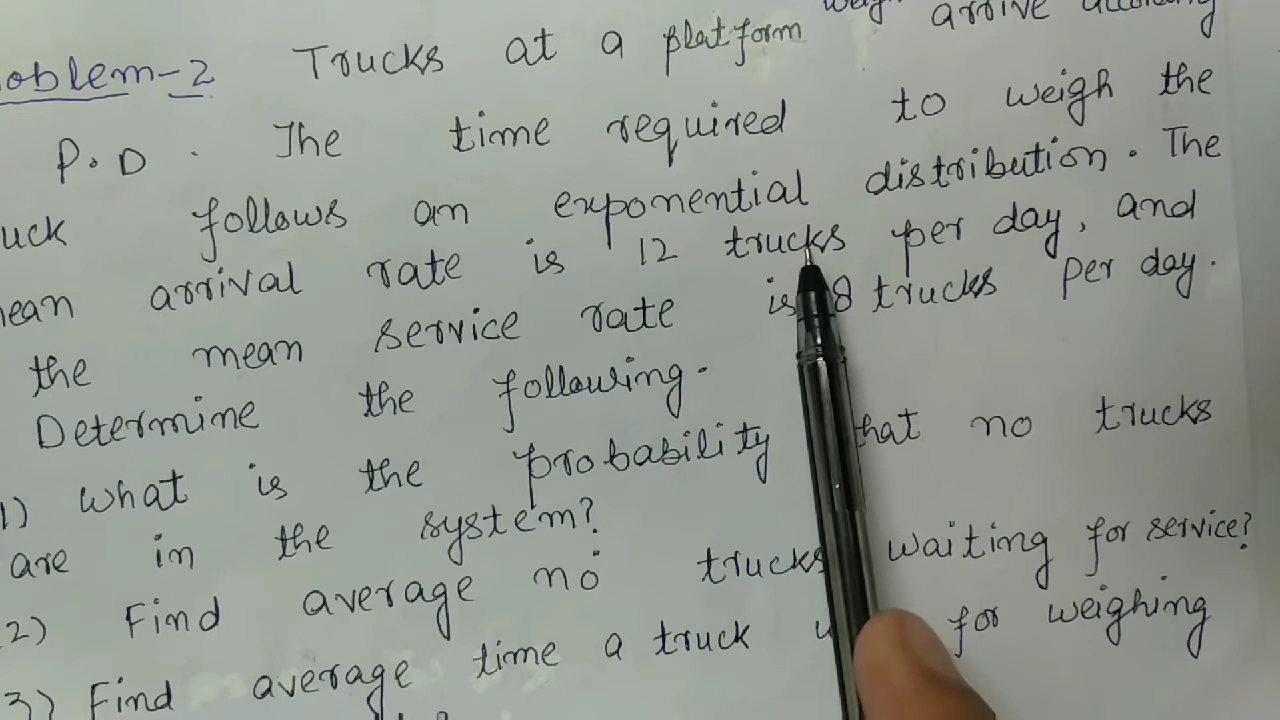 oblem-2 Trucks at a platform weigh arrive according
P.D. The time required to weigh the
uck follows an exponential distribution. The
ean arrival rate is 12 trucks per day, and
the mean service rate is 8 trucks per day.
Determine the following.
1) What is the probability that no trucks
are in the system?
2) Find average no trucks waiting for service?
3) Find average time a truck for weighing